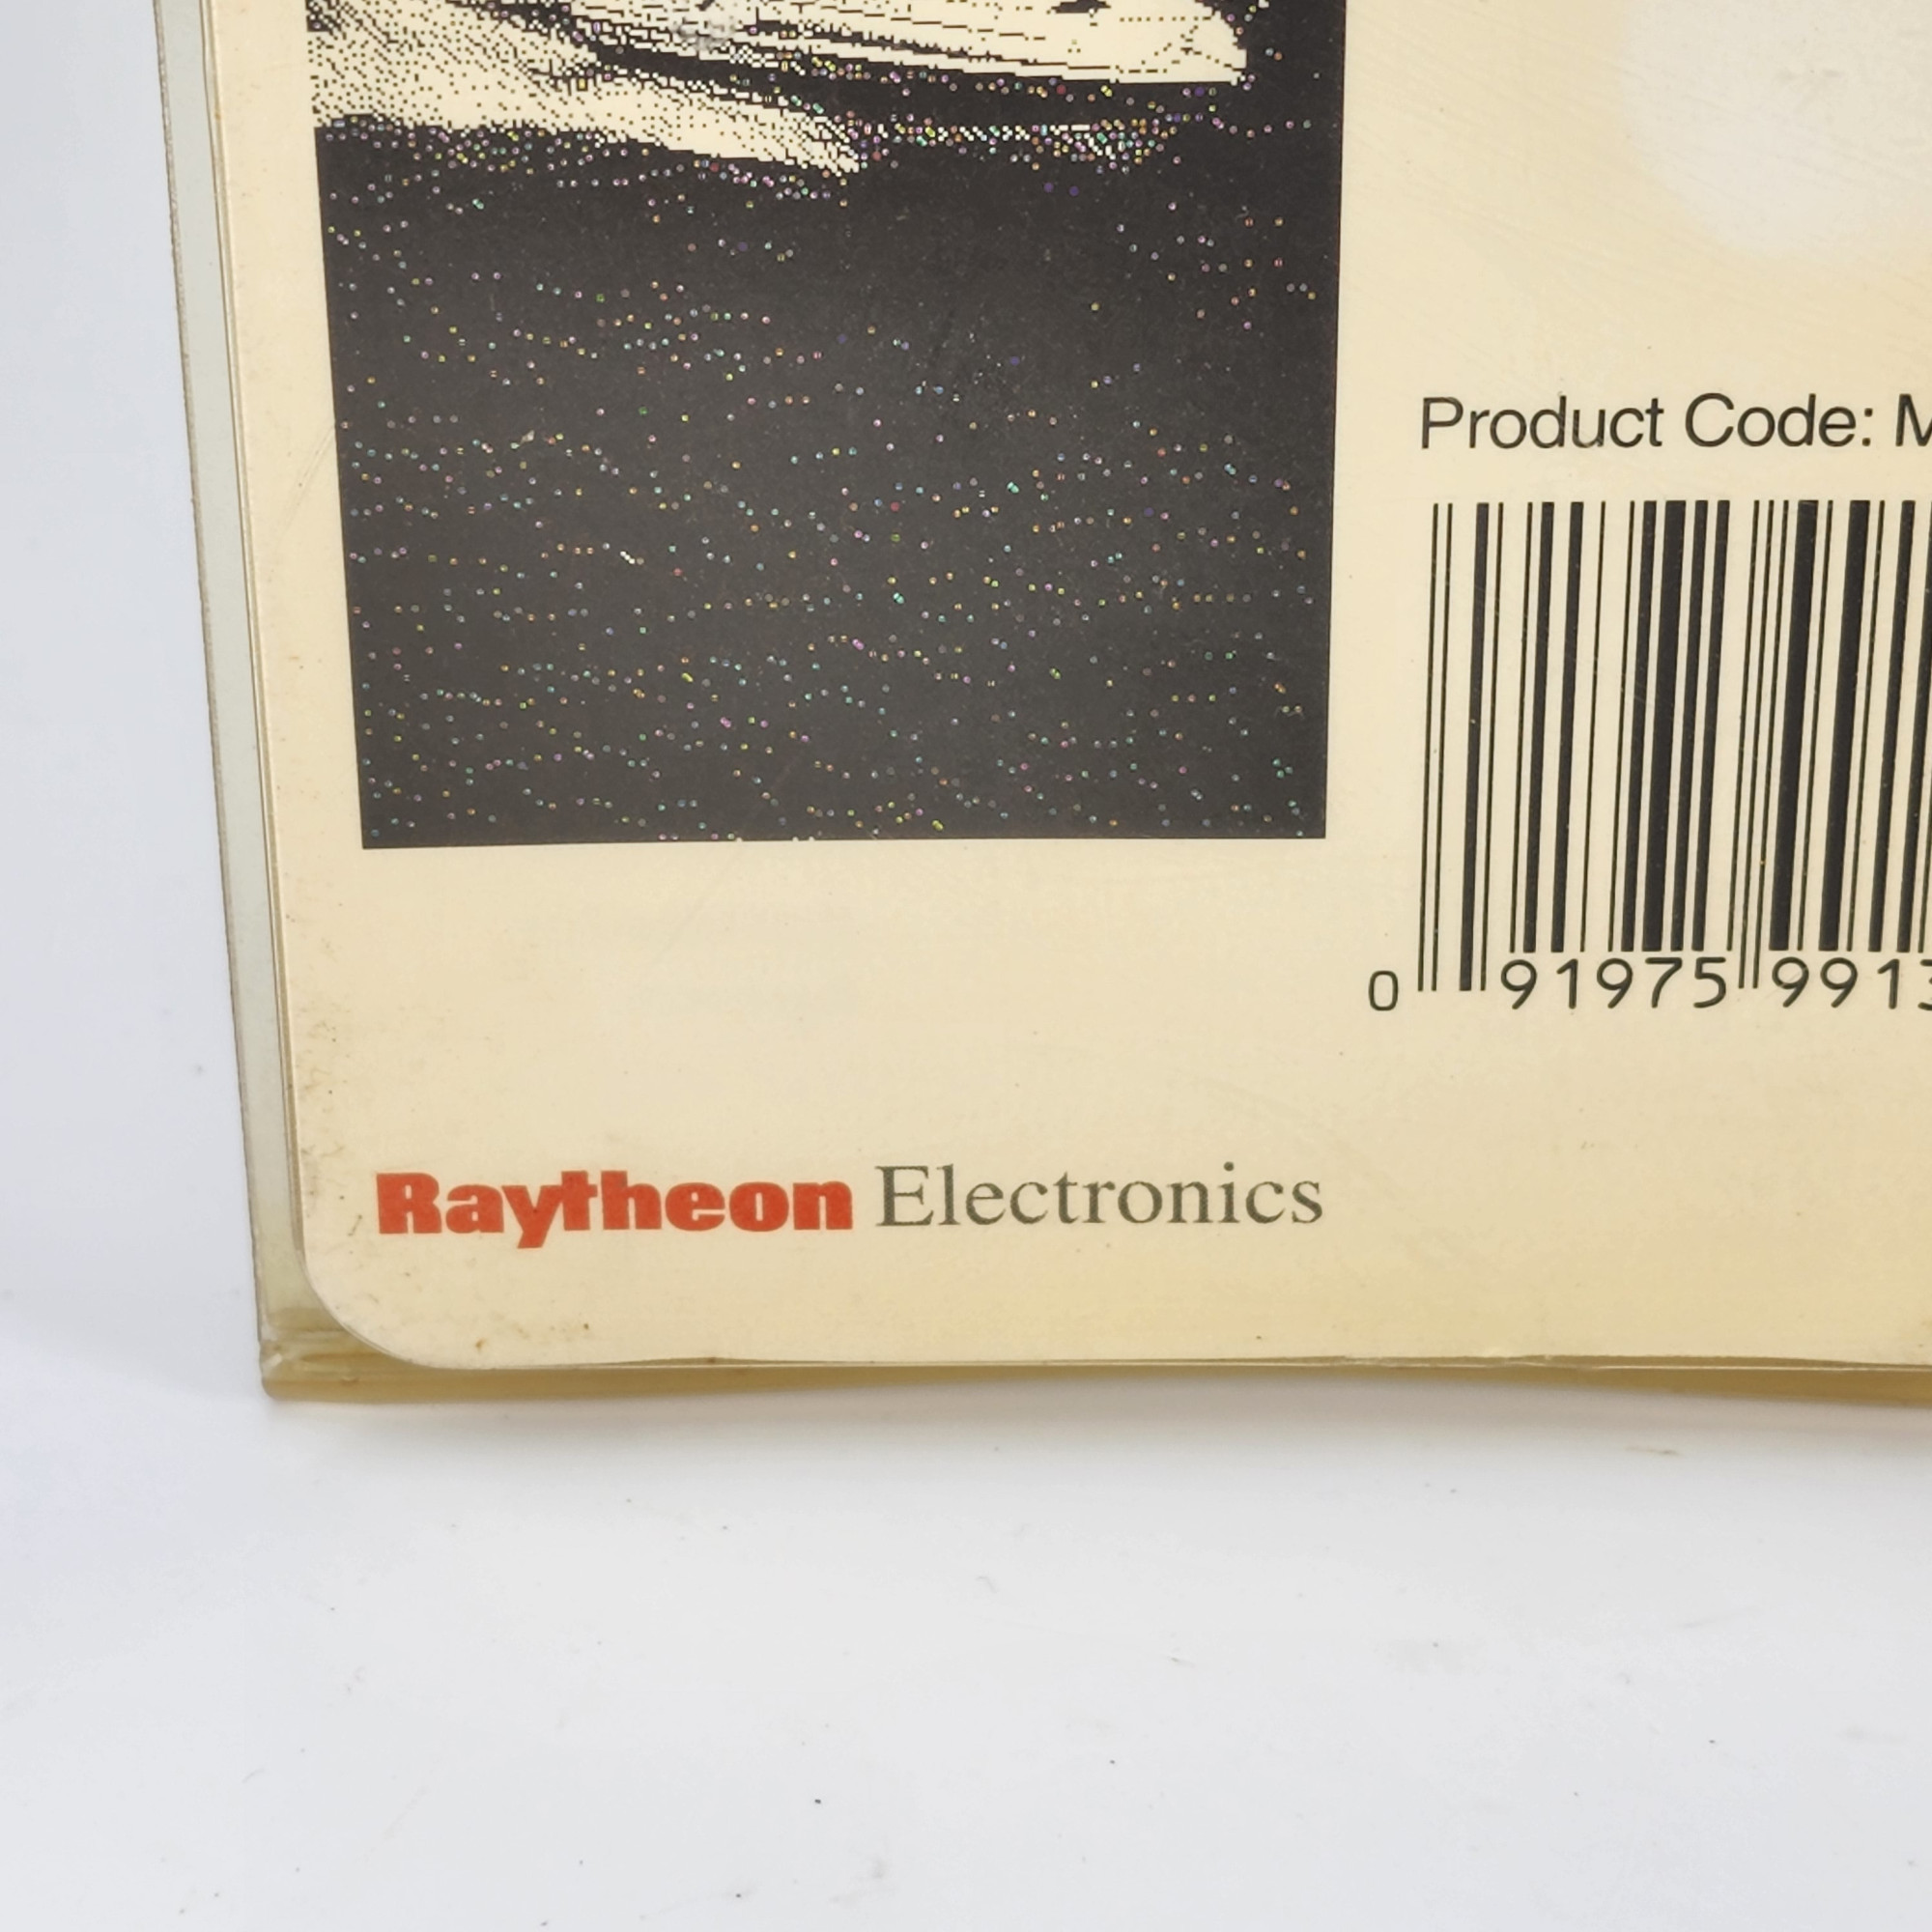 Product Code: M
0 91975 9913
Raytheon Electronics